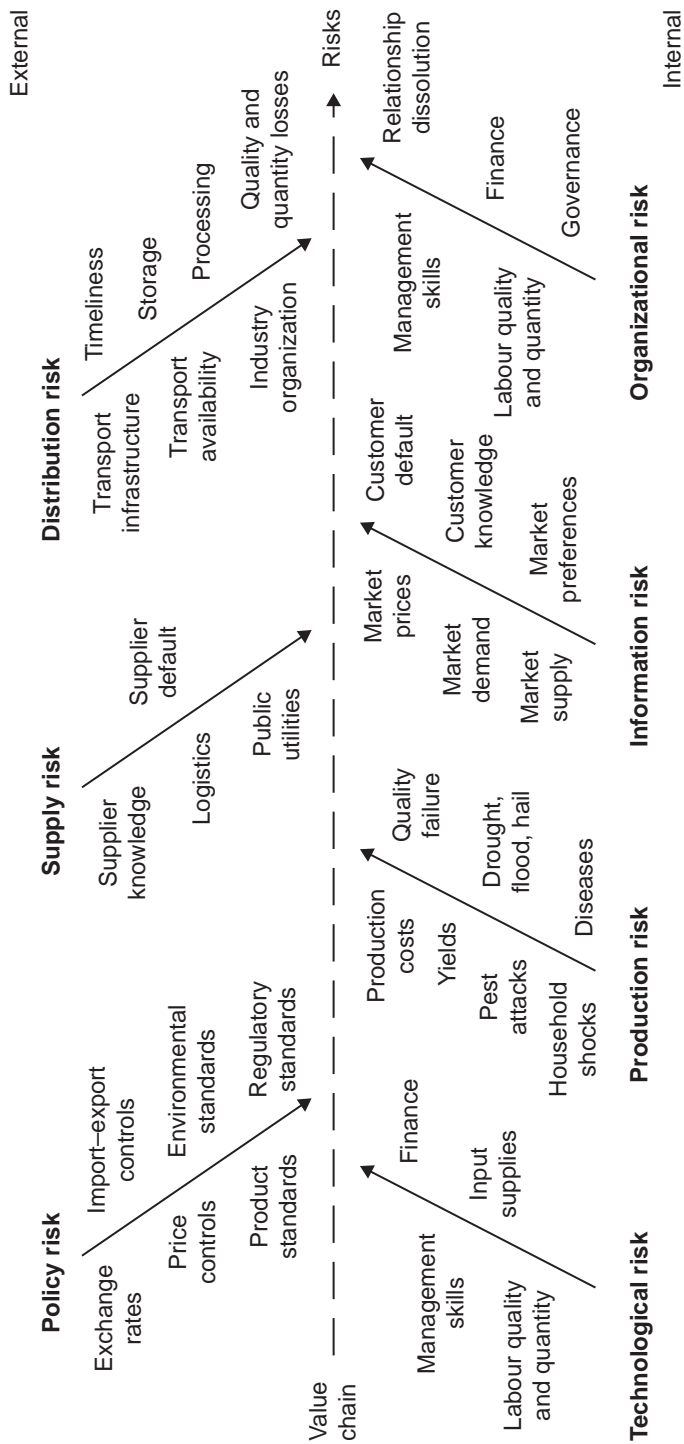 External
Policy risk
Exchange
rates
Import–export
controls
Price
controls
Environmental
standards
Product
standards
Regulatory
standards
Supply risk
Supplier
knowledge
Supplier
default
Logistics
Public
utilities
Distribution risk
Transport
infrastructure
Timeliness
Transport
availability
Storage
Processing
Industry
organization
Quality and
quantity losses
Value
chain
Risks
Management
skills
Finance
Labour quality
and quantity
Input
supplies
Technological risk
Production
costs
Quality
failure
Yields
Drought,
flood, hail
Pest
attacks
Household
shocks
Diseases
Production risk
Market
prices
Customer
default
Market
demand
Customer
knowledge
Market
supply
Market
preferences
Information risk
Management
skills
Relationship
dissolution
Labour quality
and quantity
Finance
Governance
Organizational risk
Internal